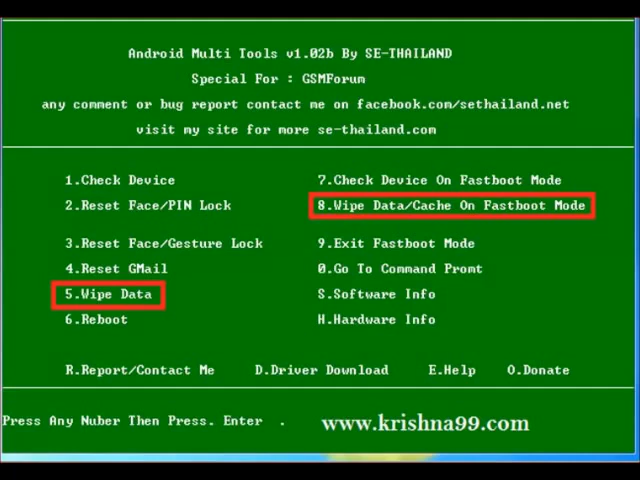 Android Multi Tools v1.02b By SE-THAILAND
Special For : GSMForum
any comment or bug report contact me on facebook.com/sethailand.net
visit my site for more se-thailand.com
1.Check Device 7.Check Device On Fastboot Mode
2.Reset Face/PIN Lock 8.Wipe Data/Cache On Fastboot Mode
3.Reset Face/Gesture Lock 9.Exit Fastboot Mode
4.Reset GMail 0.Go To Command Promt
5.Wipe Data S.Software Info
6.Reboot H.Hardware Info
R.Report/Contact Me D.Driver Download E.Help O.Donate
Press Any Nuber Then Press. Enter .
www.krishna99.com